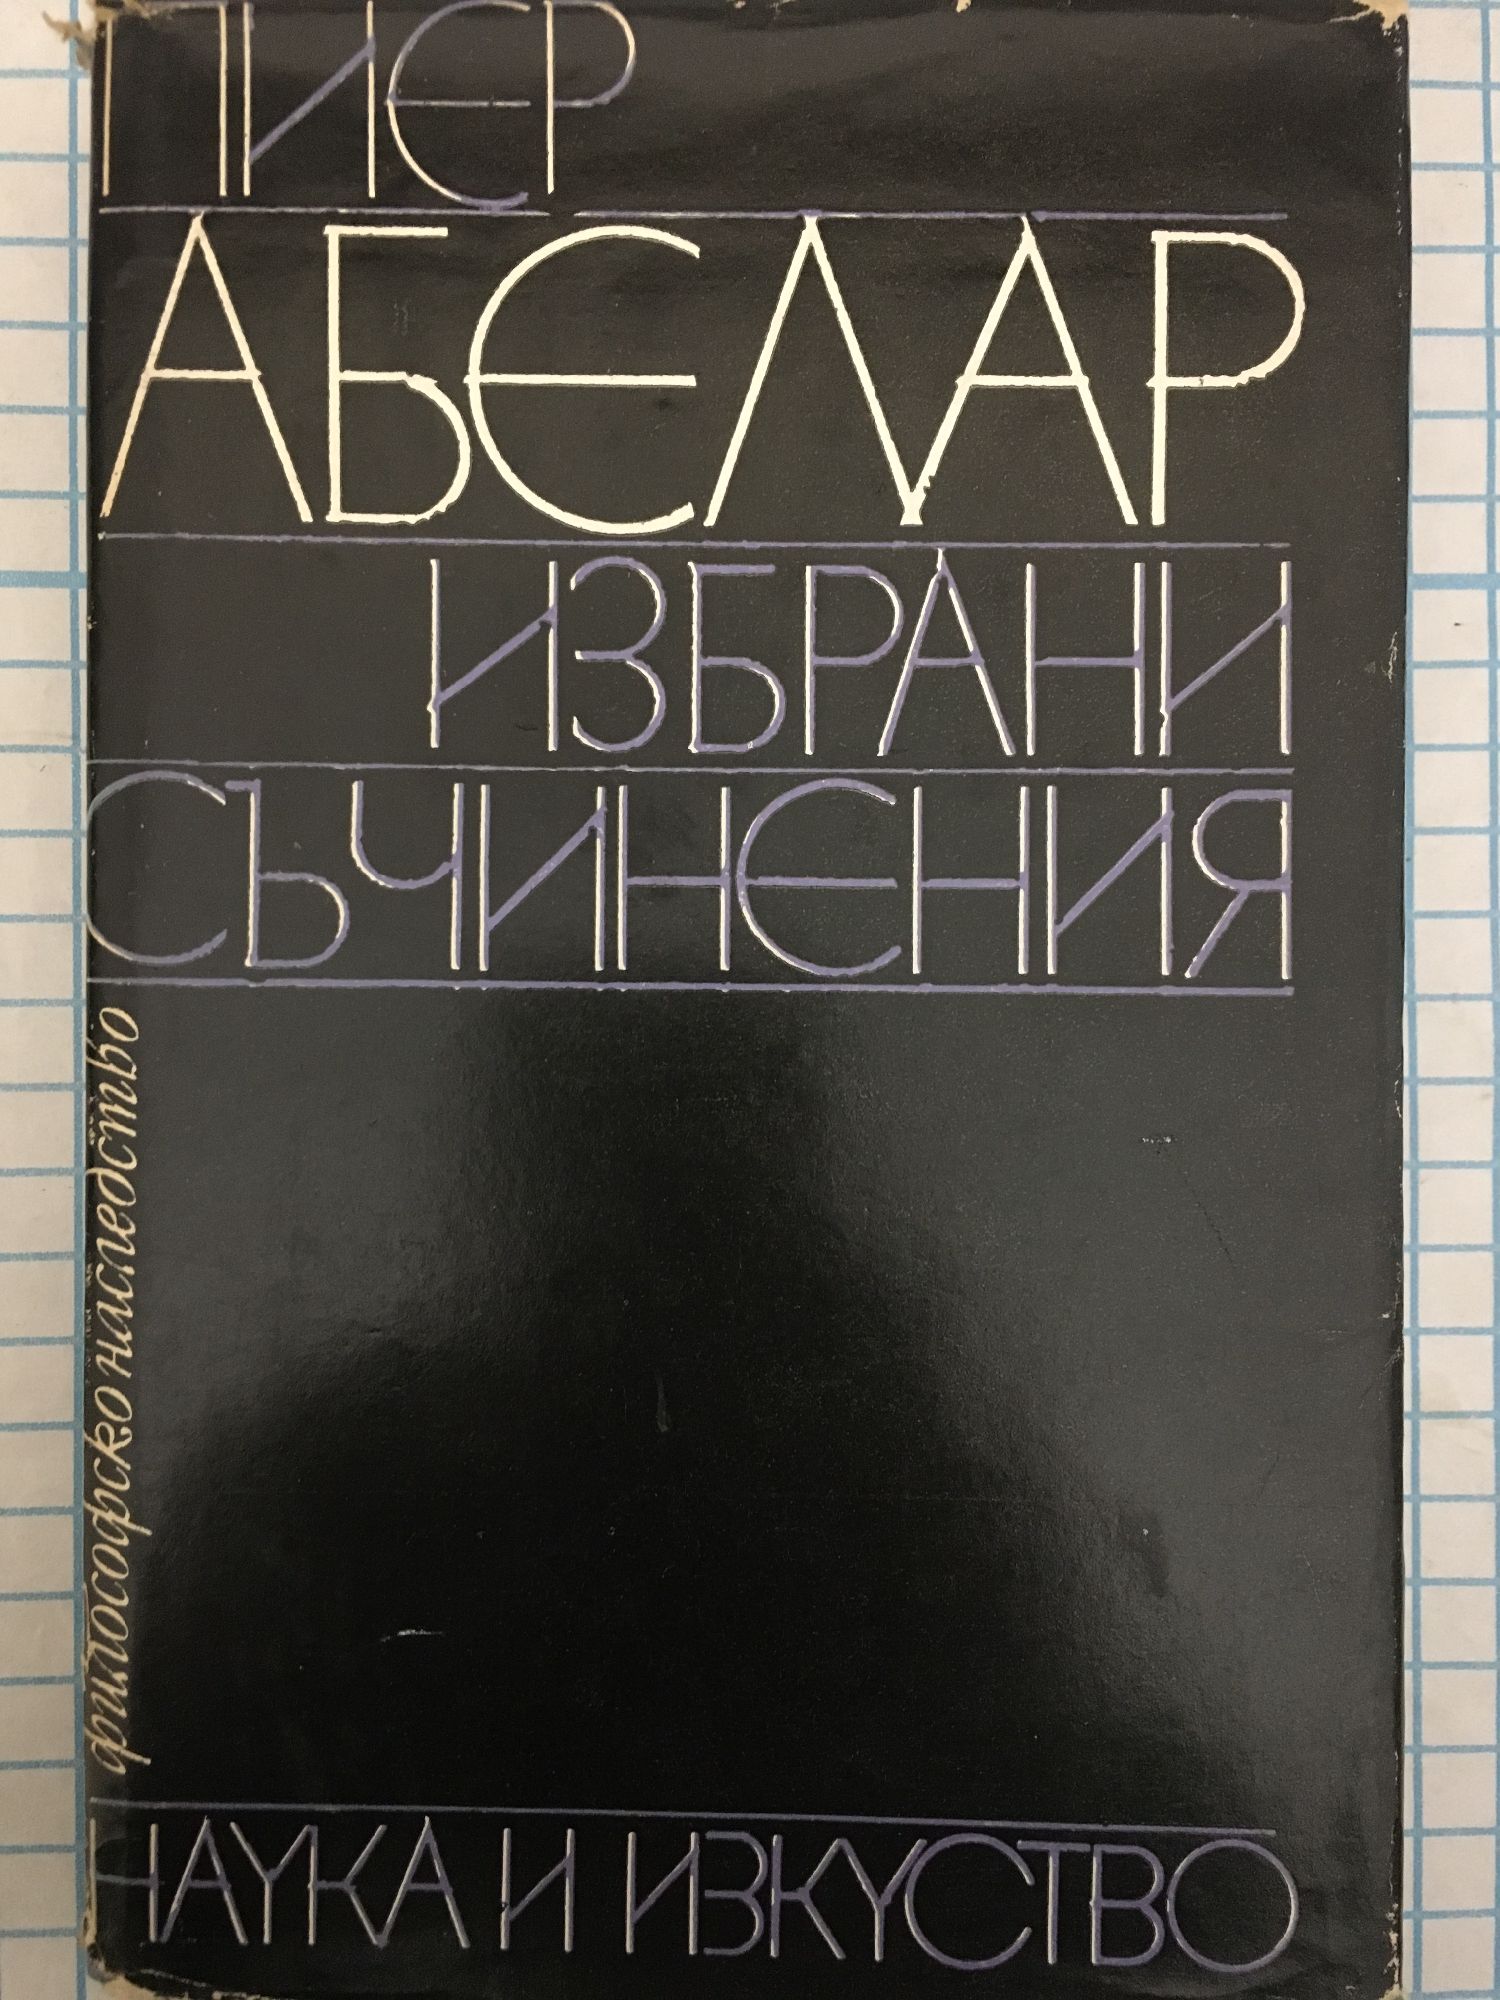 ПИЕР
АБЕЛАР
ИЗБРАНИ
СЪЧИНЕНИЯ
философско наследство
НАУКА И ИЗКУСТВО